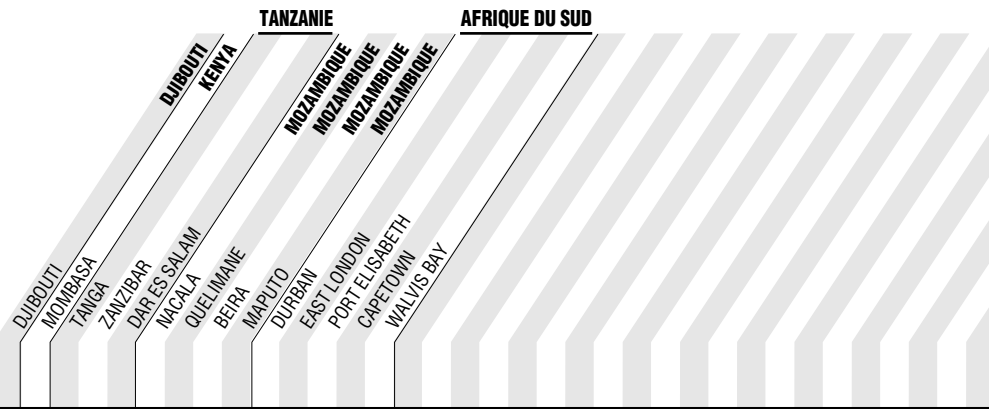 TANZANIE
AFRIQUE DU SUD
DJIBOUTI
KENYA
MOZAMBIQUE
MOZAMBIQUE
MOZAMBIQUE
MOZAMBIQUE
DJIBOUTI
MOMBASA
TANGA
ZANZIBAR
DAR ES SALAM
NACALA
QUELIMANE
BEIRA
MAPUTO
DURBAN
EAST LONDON
PORT ELISABETH
CAPETOWN
WALVIS BAY